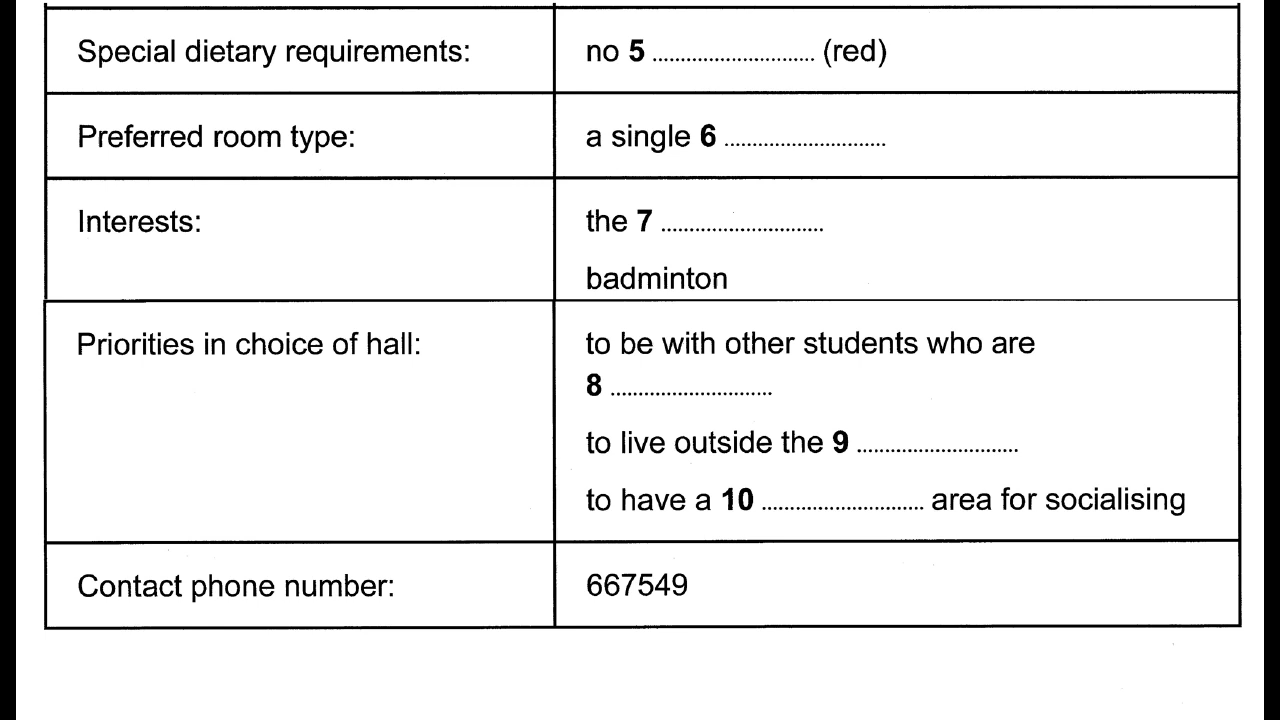 Special dietary requirements: no 5 ............................ (red)
Preferred room type: a single 6 ............................
Interests: the 7 ............................
badminton
Priorities in choice of hall: to be with other students who are
8 ............................
to live outside the 9 ............................
to have a 10 ............................ area for socialising
Contact phone number: 667549